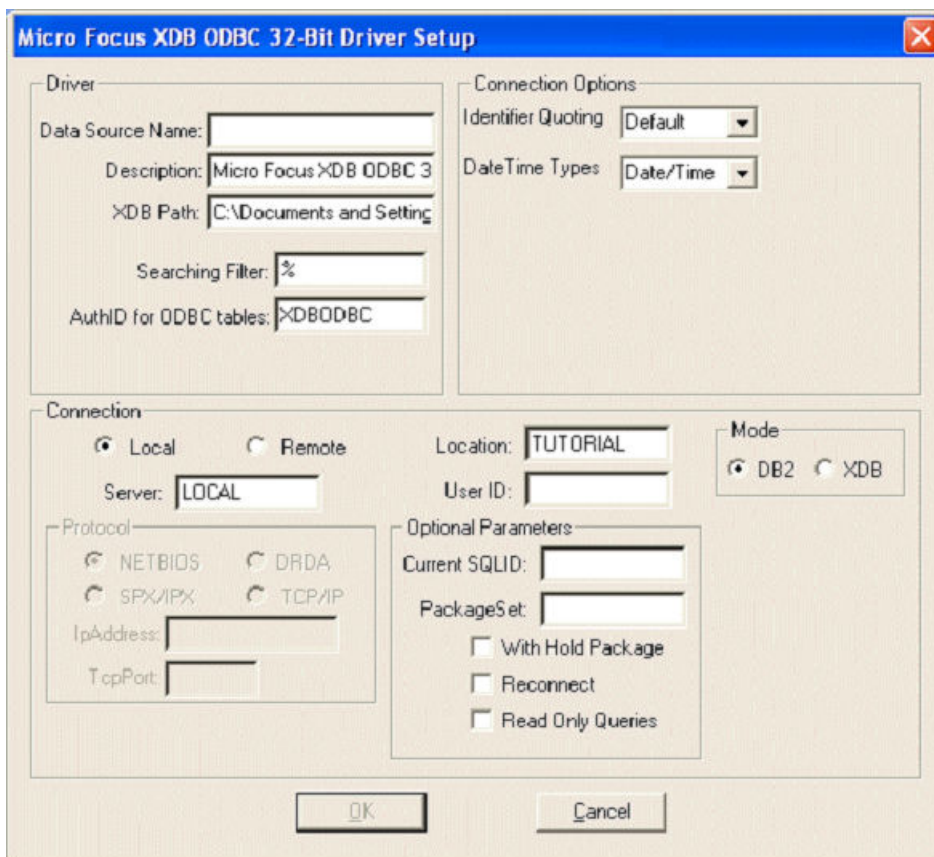 Micro Focus XDB ODBC 32-Bit Driver Setup
Driver
Data Source Name:
Description: Micro Focus XDB ODBC 3
XDB Path: C:\Documents and Setting
Searching Filter: %
AuthID for ODBC tables: XDBODBC
Connection Options
Identifier Quoting Default
DateTime Types Date/Time
Connection
Local Remote
Server: LOCAL
Location: TUTORIAL
User ID:
Mode
DB2 XDB
Protocol
NETBIOS DRDA
SPX/IPX TCP/IP
IpAddress:
TcpPort:
Optional Parameters
Current SQLID:
PackageSet:
With Hold Package
Reconnect
Read Only Queries
OK Cancel